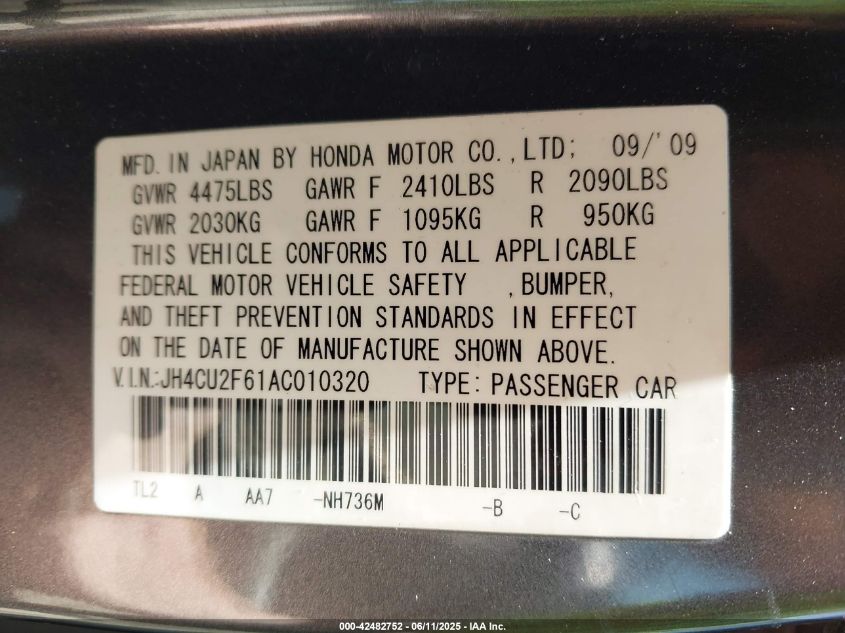 MFD. IN JAPAN BY HONDA MOTOR CO.,LTD; 09/'09
GVWR 4475LBS GAWR F 2410LBS R 2090LBS
GVWR 2030KG GAWR F 1095KG R 950KG
THIS VEHICLE CONFORMS TO ALL APPLICABLE
FEDERAL MOTOR VEHICLE SAFETY ,BUMPER,
AND THEFT PREVENTION STANDARDS IN EFFECT
ON THE DATE OF MANUFACTURE SHOWN ABOVE.
V.I.N.:JH4CU2F61AC010320 TYPE: PASSENGER CAR
TL2 A AA7 -NH736M -B -C
000-42482752 - 06/11/2025 - IAA Inc.